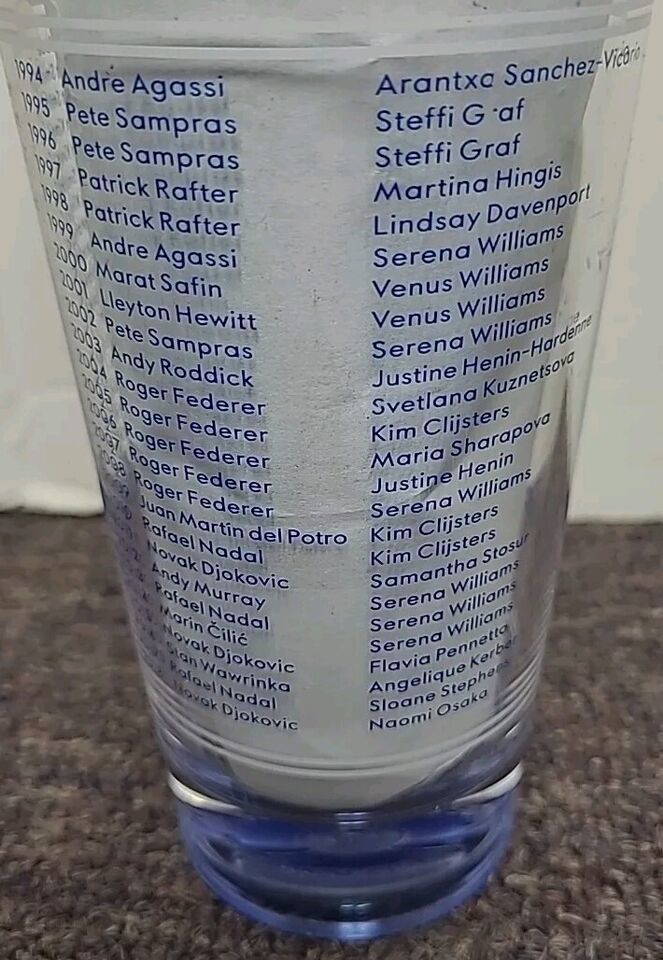 1994 Andre Agassi Arantxa Sanchez-Vicario
1995 Pete Sampras Steffi Graf
1996 Pete Sampras Steffi Graf
1997 Patrick Rafter Martina Hingis
1998 Patrick Rafter Lindsay Davenport
1999 Andre Agassi Serena Williams
2000 Marat Safin Venus Williams
2001 Lleyton Hewitt Venus Williams
2002 Pete Sampras Serena Williams
2003 Andy Roddick Justine Henin-Hardenne
2004 Roger Federer Svetlana Kuznetsova
2005 Roger Federer Kim Clijsters
2006 Roger Federer Maria Sharapova
2007 Roger Federer Justine Henin
2008 Roger Federer Serena Williams
Juan Martín del Potro Kim Clijsters
Rafael Nadal Kim Clijsters
Novak Djokovic Samantha Stosur
Andy Murray Serena Williams
Rafael Nadal Serena Williams
Marin Čilić Serena Williams
Novak Djokovic Flavia Pennetta
Stan Wawrinka Angelique Kerber
Rafael Nadal Sloane Stephens
Novak Djokovic Naomi Osaka